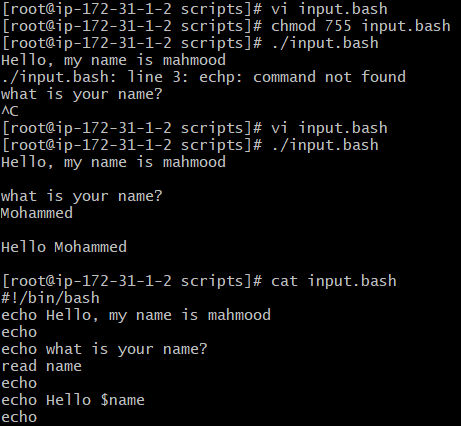 [root@ip-172-31-1-2 scripts]# vi input.bash
[root@ip-172-31-1-2 scripts]# chmod 755 input.bash
[root@ip-172-31-1-2 scripts]# ./input.bash
Hello, my name is mahmood
./input.bash: line 3: echp: command not found
what is your name?
^C
[root@ip-172-31-1-2 scripts]# vi input.bash
[root@ip-172-31-1-2 scripts]# ./input.bash
Hello, my name is mahmood
what is your name?
Mohammed
Hello Mohammed
[root@ip-172-31-1-2 scripts]# cat input.bash
#!/bin/bash
echo Hello, my name is mahmood
echo
echo what is your name?
read name
echo
echo Hello $name
echo